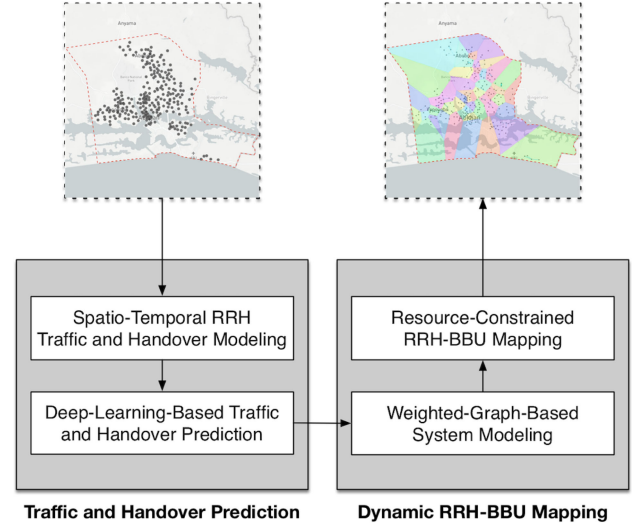 Anyama
Anyama
Spatio-Temporal RRH
Traffic and Handover Modeling
Deep-Learning-Based Traffic
and Handover Prediction
Resource-Constrained
RRH-BBU Mapping
Weighted-Graph-Based
System Modeling
Traffic and Handover Prediction
Dynamic RRH-BBU Mapping